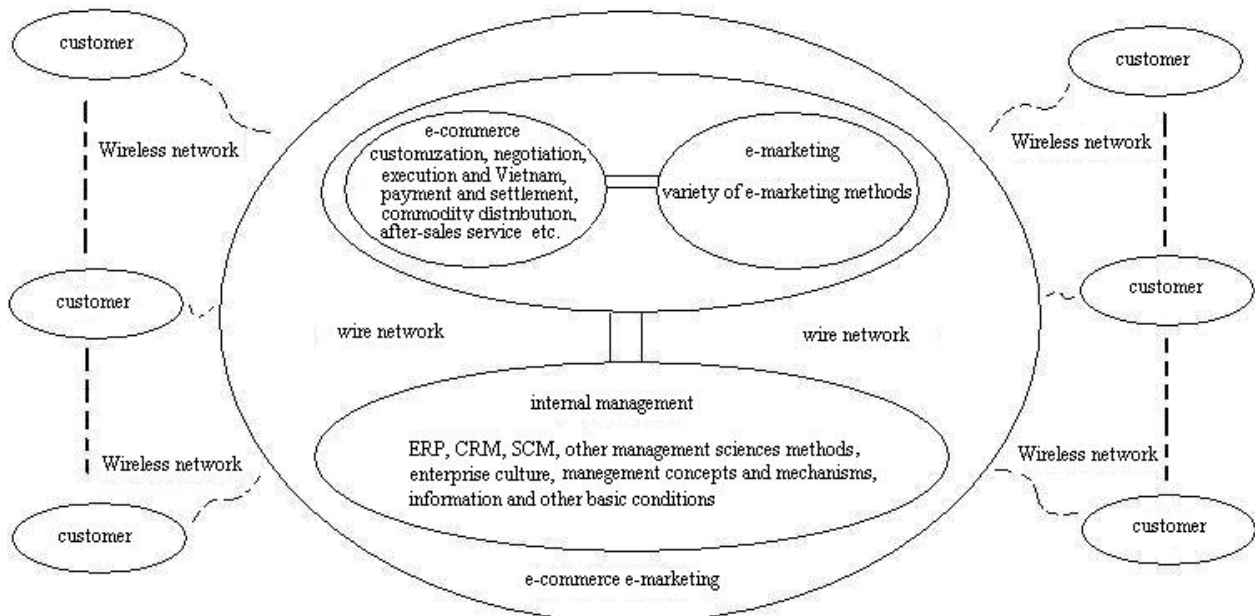 customer
customer
Wireless network
Wireless network
e-commerce
customization, negotiation,
execution and Vietnam,
payment and settlement,
commodity distribution,
after-sales service etc.
e-marketing
variety of e-marketing methods
customer
customer
wire network
wire network
internal management
ERP, CRM, SCM, other management sciences methods,
enterprise culture, manegement concepts and mechanisms,
information and other basic conditions
Wireless network
Wireless network
customer
customer
e-commerce e-marketing